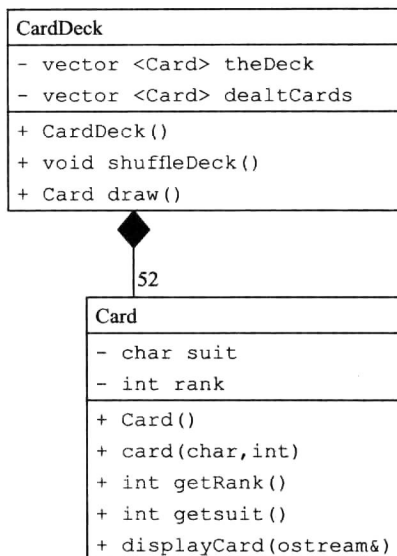 CardDeck
- vector <Card> theDeck
- vector <Card> dealtCards
+ CardDeck()
+ void shuffleDeck()
+ Card draw()
52
Card
- char suit
- int rank
+ Card()
+ card(char,int)
+ int getRank()
+ int getsuit()
+ displayCard(ostream&)